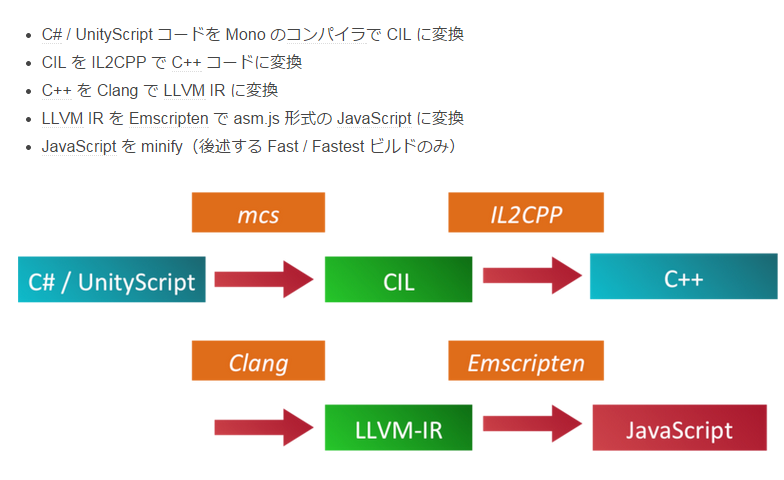 C# / UnityScript コードを Mono のコンパイラで CIL に変換
CIL を IL2CPP で C++ コードに変換
C++ を Clang で LLVM IR に変換
LLVM IR を Emscripten で asm.js 形式の JavaScript に変換
JavaScript を minify（後述する Fast / Fastest ビルドのみ）
mcs
IL2CPP
C# / UnityScript
CIL
C++
Clang
Emscripten
LLVM-IR
JavaScript